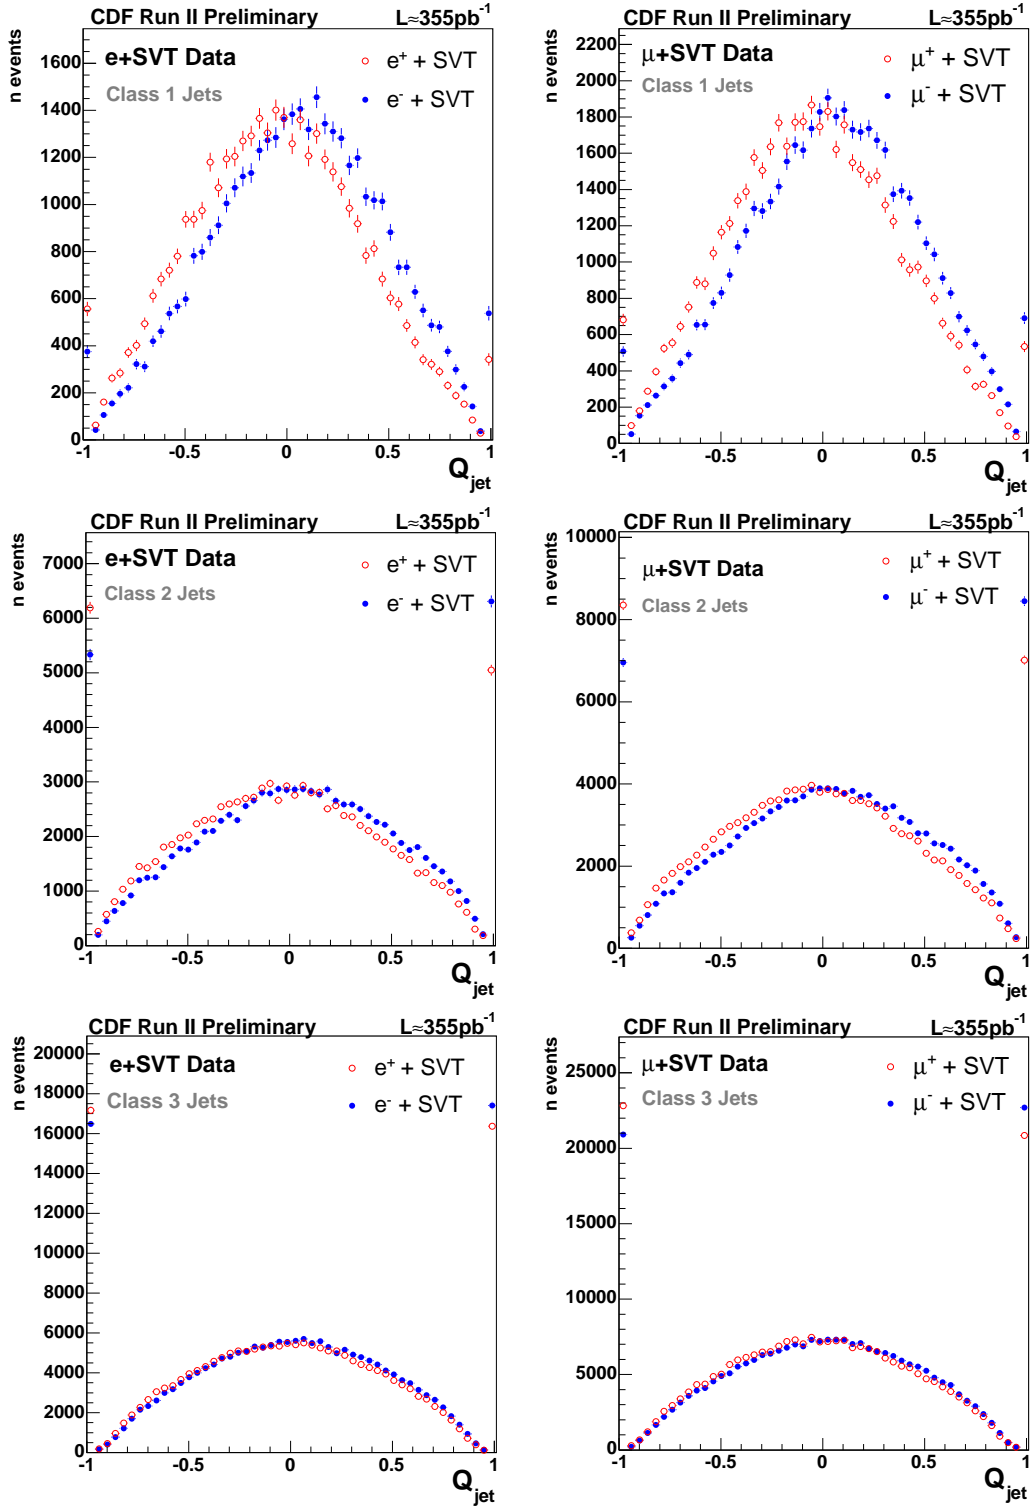 CDF Run II Preliminary L≈355pb⁻¹
n events
1600
1400
1200
1000
800
600
400
200
0
e+SVT Data
Class 1 Jets
e⁺ + SVT
e⁻ + SVT
-1 -0.5 0 0.5 1
Q_jet
CDF Run II Preliminary L≈355pb⁻¹
n events
2200
2000
1800
1600
1400
1200
1000
800
600
400
200
0
μ+SVT Data
Class 1 Jets
μ⁺ + SVT
μ⁻ + SVT
-1 -0.5 0 0.5 1
Q_jet
CDF Run II Preliminary L≈355pb⁻¹
n events
7000
6000
5000
4000
3000
2000
1000
0
e+SVT Data
Class 2 Jets
e⁺ + SVT
e⁻ + SVT
-1 -0.5 0 0.5 1
Q_jet
CDF Run II Preliminary L≈355pb⁻¹
n events
10000
8000
6000
4000
2000
0
μ+SVT Data
Class 2 Jets
μ⁺ + SVT
μ⁻ + SVT
-1 -0.5 0 0.5 1
Q_jet
CDF Run II Preliminary L≈355pb⁻¹
n events
20000
18000
16000
14000
12000
10000
8000
6000
4000
2000
0
e+SVT Data
Class 3 Jets
e⁺ + SVT
e⁻ + SVT
-1 -0.5 0 0.5 1
Q_jet
CDF Run II Preliminary L≈355pb⁻¹
n events
25000
20000
15000
10000
5000
0
μ+SVT Data
Class 3 Jets
μ⁺ + SVT
μ⁻ + SVT
-1 -0.5 0 0.5 1
Q_jet